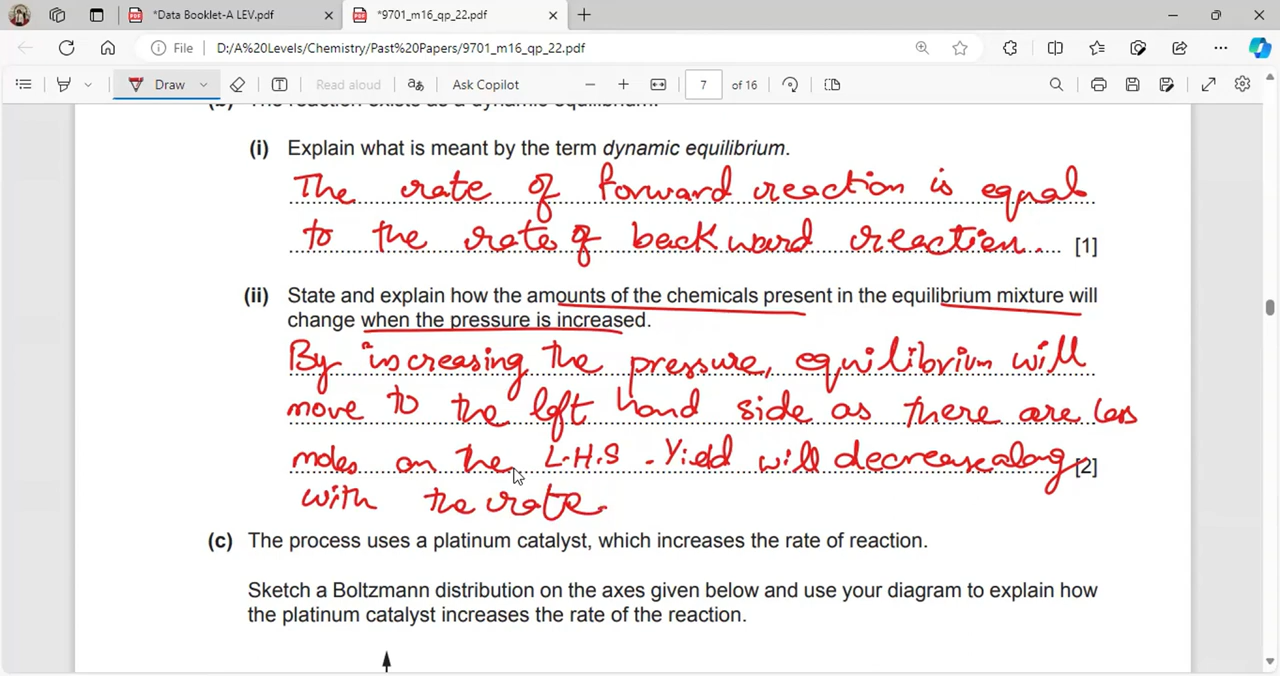 *Data Booklet-A LEV.pdf
*9701_m16_qp_22.pdf
File D:/A%20Levels/Chemistry/Past%20Papers/9701_m16_qp_22.pdf
Draw Read aloud Ask Copilot 7 of 16
(b) The reaction exists as a dynamic equilibrium.
(i) Explain what is meant by the term dynamic equilibrium.
The rate of forward reaction is equal
to the rate of backward reaction. [1]
(ii) State and explain how the amounts of the chemicals present in the equilibrium mixture will
change when the pressure is increased.
By increasing the pressure, equilibrium will
move to the left hand side as there are less
moles on the L.H.S. Yield will decrease along [2]
with the rate.
(c) The process uses a platinum catalyst, which increases the rate of reaction.
Sketch a Boltzmann distribution on the axes given below and use your diagram to explain how
the platinum catalyst increases the rate of the reaction.